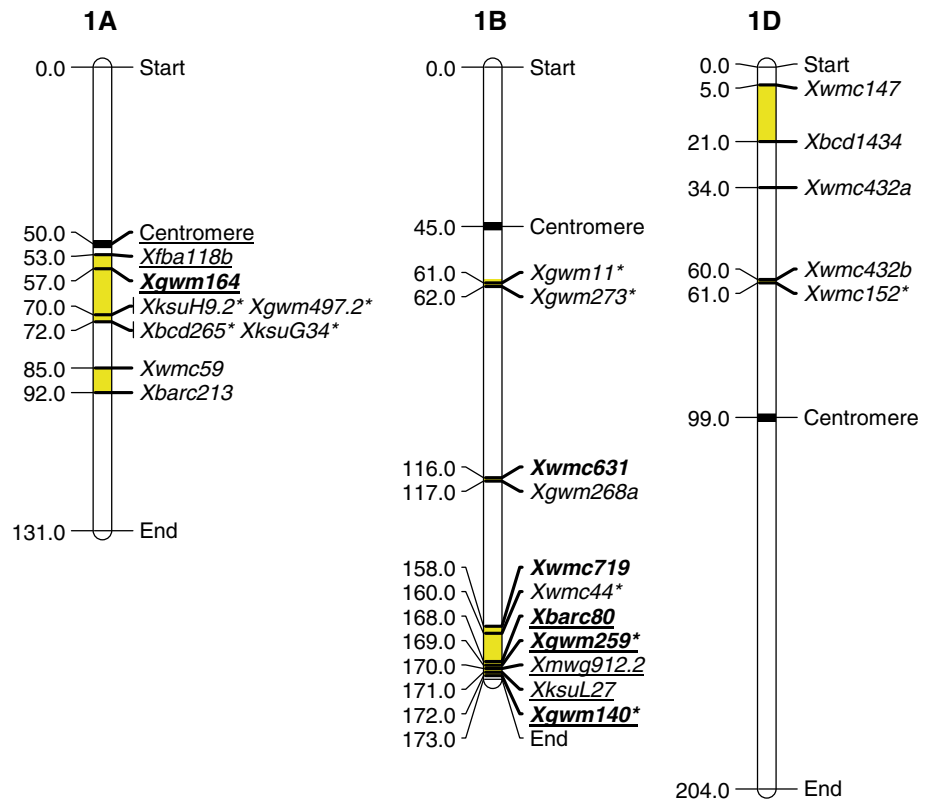 1A
0.0 Start
50.0 Centromere
53.0 Xfba118b
57.0 Xgwm164
70.0 XksuH9.2* Xgwm497.2*
72.0 Xbcd265* XksuG34*
85.0 Xwmc59
92.0 Xbarc213
131.0 End
1B
0.0 Start
45.0 Centromere
61.0 Xgwm11*
62.0 Xgwm273*
116.0 Xwmc631
117.0 Xgwm268a
158.0 Xwmc719
160.0 Xwmc44*
168.0 Xbarc80
169.0 Xgwm259*
170.0 Xmwg912.2
171.0 XksuL27
172.0 Xgwm140*
173.0 End
1D
0.0 Start
5.0 Xwmc147
21.0 Xbcd1434
34.0 Xwmc432a
60.0 Xwmc432b
61.0 Xwmc152*
99.0 Centromere
204.0 End